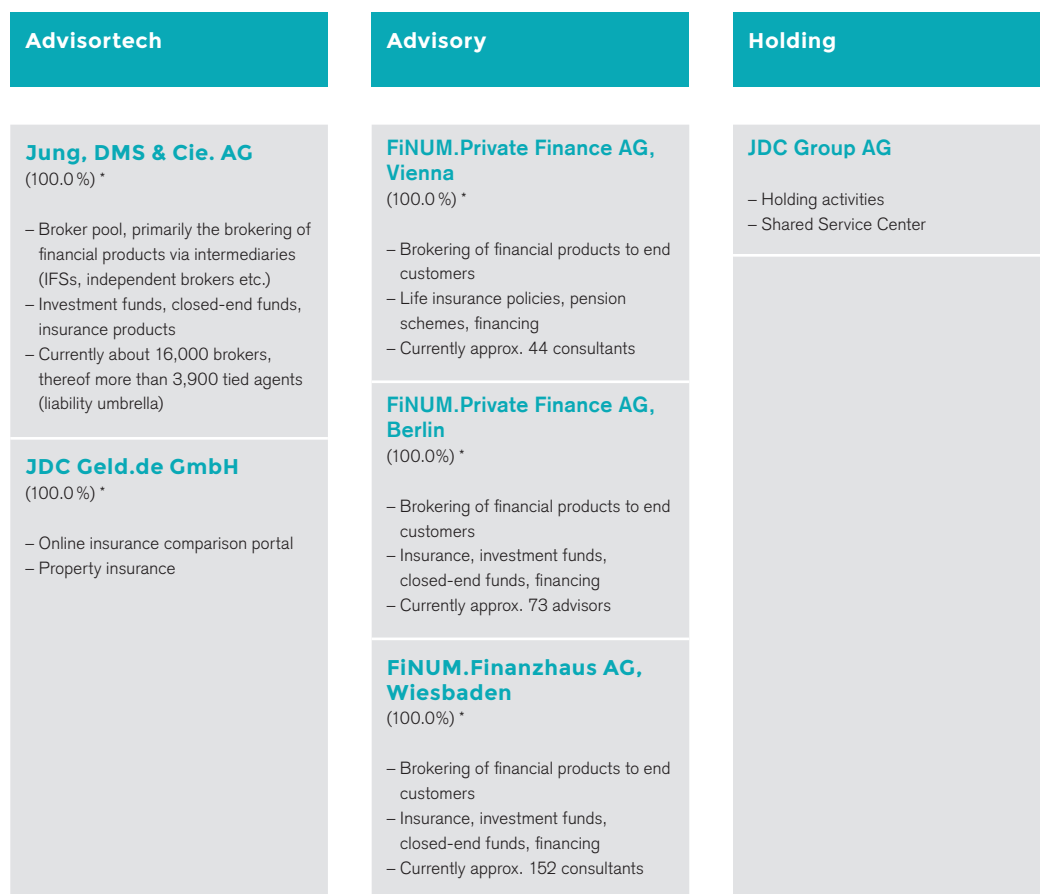 Advisortech
Jung, DMS & Cie. AG
(100.0 %) *
– Broker pool, primarily the brokering of
financial products via intermediaries
(IFSs, independent brokers etc.)
– Investment funds, closed-end funds,
insurance products
– Currently about 16,000 brokers,
thereof more than 3,900 tied agents
(liability umbrella)
JDC Geld.de GmbH
(100.0 %) *
– Online insurance comparison portal
– Property insurance
Advisory
FiNUM.Private Finance AG,
Vienna
(100.0 %) *
– Brokering of financial products to end
customers
– Life insurance policies, pension
schemes, financing
– Currently approx. 44 consultants
FiNUM.Private Finance AG,
Berlin
(100.0%) *
– Brokering of financial products to end
customers
– Insurance, investment funds,
closed-end funds, financing
– Currently approx. 73 advisors
FiNUM.Finanzhaus AG,
Wiesbaden
(100.0%) *
– Brokering of financial products to end
customers
– Insurance, investment funds,
closed-end funds, financing
– Currently approx. 152 consultants
Holding
JDC Group AG
– Holding activities
– Shared Service Center